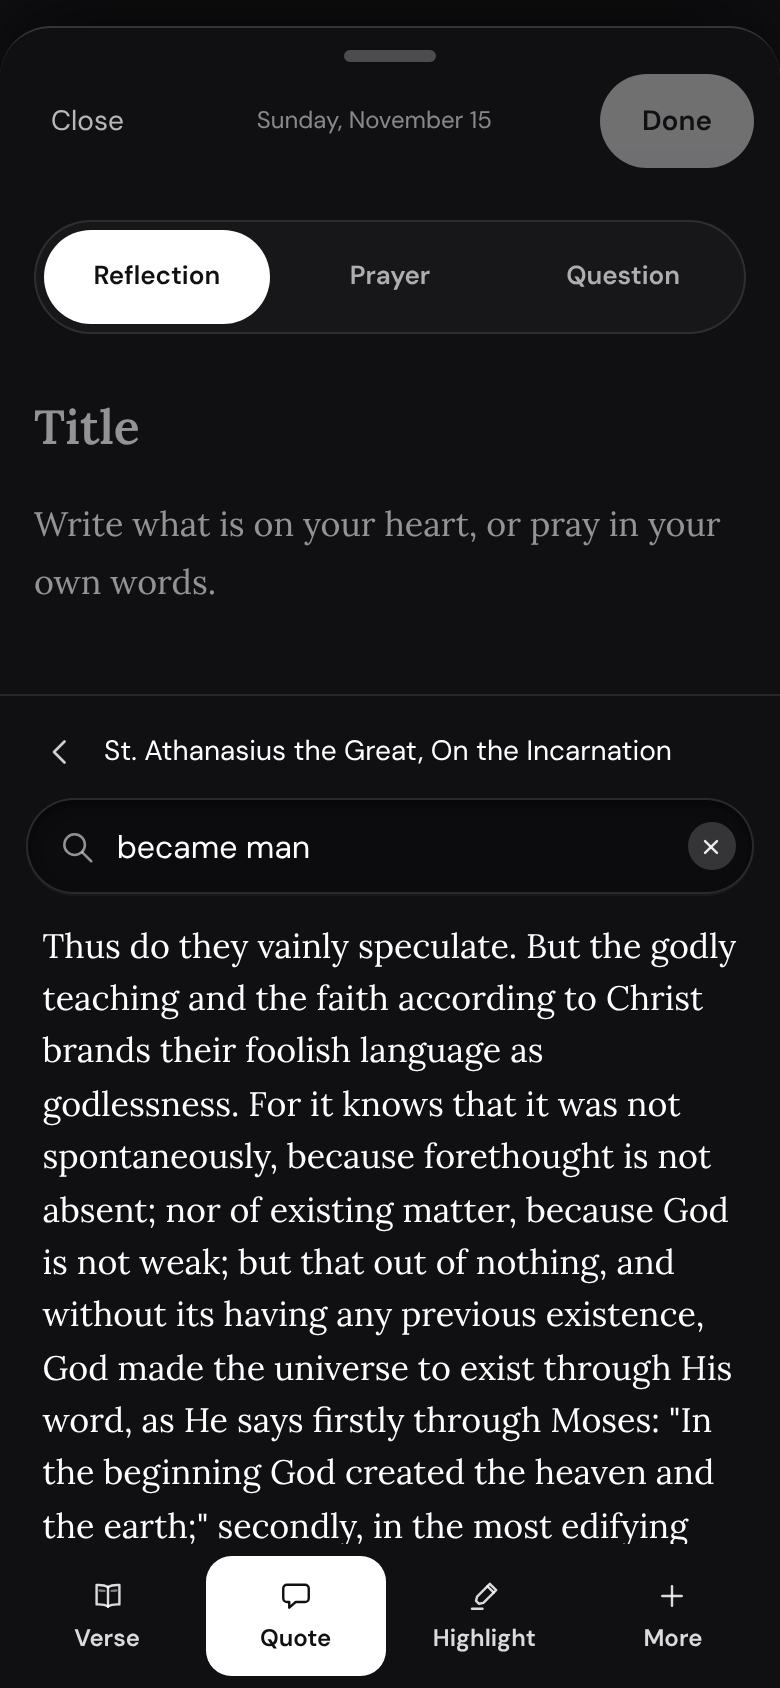 Close
Sunday, November 15
Done
Reflection
Prayer
Question
Title
Write what is on your heart, or pray in your
own words.
St. Athanasius the Great, On the Incarnation
became man
Thus do they vainly speculate. But the godly
teaching and the faith according to Christ
brands their foolish language as
godlessness. For it knows that it was not
spontaneously, because forethought is not
absent; nor of existing matter, because God
is not weak; but that out of nothing, and
without its having any previous existence,
God made the universe to exist through His
word, as He says firstly through Moses: "In
the beginning God created the heaven and
the earth;" secondly, in the most edifying
Verse
Quote
Highlight
More